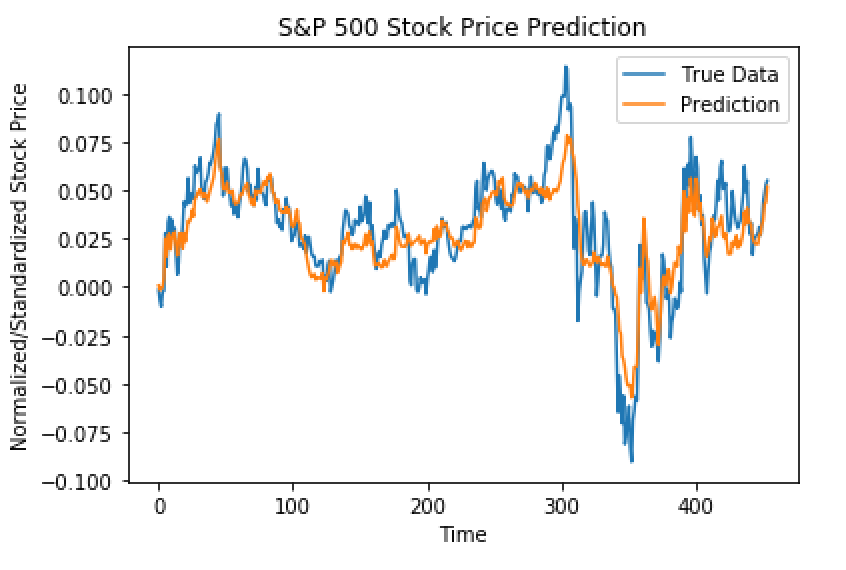 S&P 500 Stock Price Prediction
True Data
Prediction
Normalized/Standardized Stock Price
0.100
0.075
0.050
0.025
0.000
−0.025
−0.050
−0.075
−0.100
0 100 200 300 400
Time